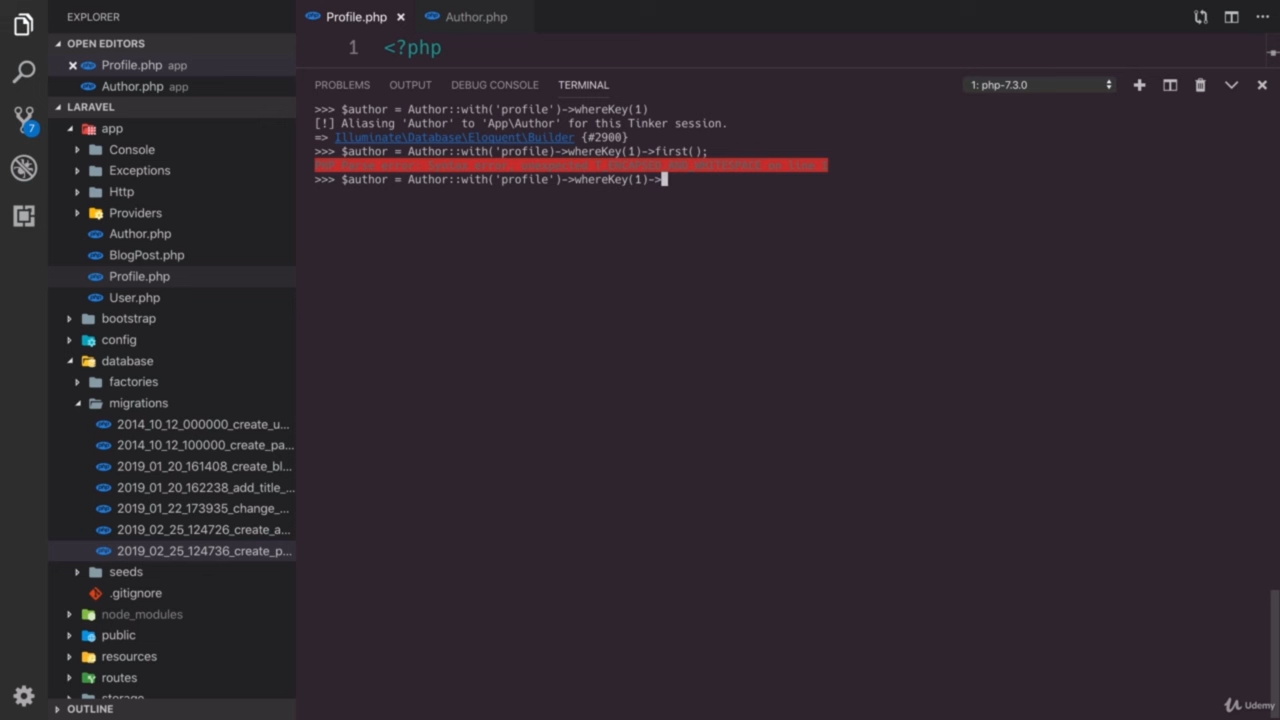 EXPLORER
OPEN EDITORS
Profile.php app
Author.php app
LARAVEL
app
Console
Exceptions
Http
Providers
Author.php
BlogPost.php
Profile.php
User.php
bootstrap
config
database
factories
migrations
2014_10_12_000000_create_u...
2014_10_12_100000_create_pa...
2019_01_20_161408_create_bl...
2019_01_20_162238_add_title_...
2019_01_22_173935_change_...
2019_02_25_124726_create_a...
2019_02_25_124736_create_p...
seeds
.gitignore
node_modules
public
resources
routes
storage
OUTLINE
7
Profile.php
Author.php
1 <?php
PROBLEMS OUTPUT DEBUG CONSOLE TERMINAL
1: php-7.3.0
>>> $author = Author::with('profile')->whereKey(1)
[!] Aliasing 'Author' to 'App\Author' for this Tinker session.
=> Illuminate\Database\Eloquent\Builder {#2900}
>>> $author = Author::with('profile)->whereKey(1)->first();
>>> $author = Author::with('profile)->whereKey(1)->
Udemy